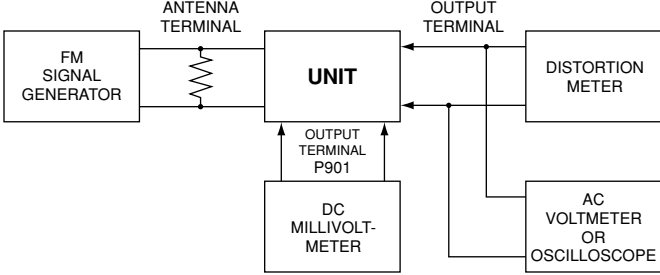 ANTENNA
TERMINAL
OUTPUT
TERMINAL
FM
SIGNAL
GENERATOR
UNIT
DISTORTION
METER
OUTPUT
TERMINAL
P901
DC
MILLIVOLT-
METER
AC
VOLTMETER
OR
OSCILLOSCOPE